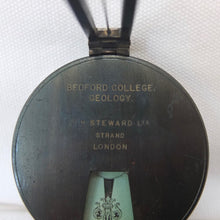 BEDFORD COLLEGE.
GEOLOGY.
STEWARD Ltd
STRAND
LONDON